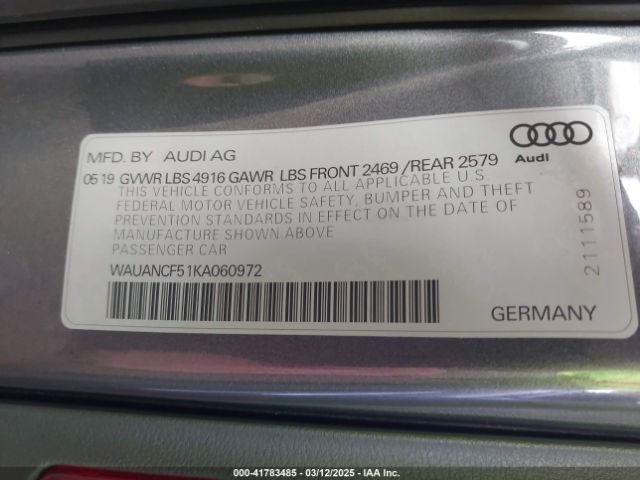 MFD. BY AUDI AG
0519 GVWR LBS 4916 GAWR LBS FRONT 2469 /REAR 2579
THIS VEHICLE CONFORMS TO ALL APPLICABLE U.S
FEDERAL MOTOR VEHICLE SAFETY, BUMPER AND THEFT
PREVENTION STANDARDS IN EFFECT ON THE DATE OF
MANUFACTURE SHOWN ABOVE
PASSENGER CAR
WAUANCF51KA060972
Audi
2111589
GERMANY
000-41783485 - 03/12/2025 - IAA Inc.